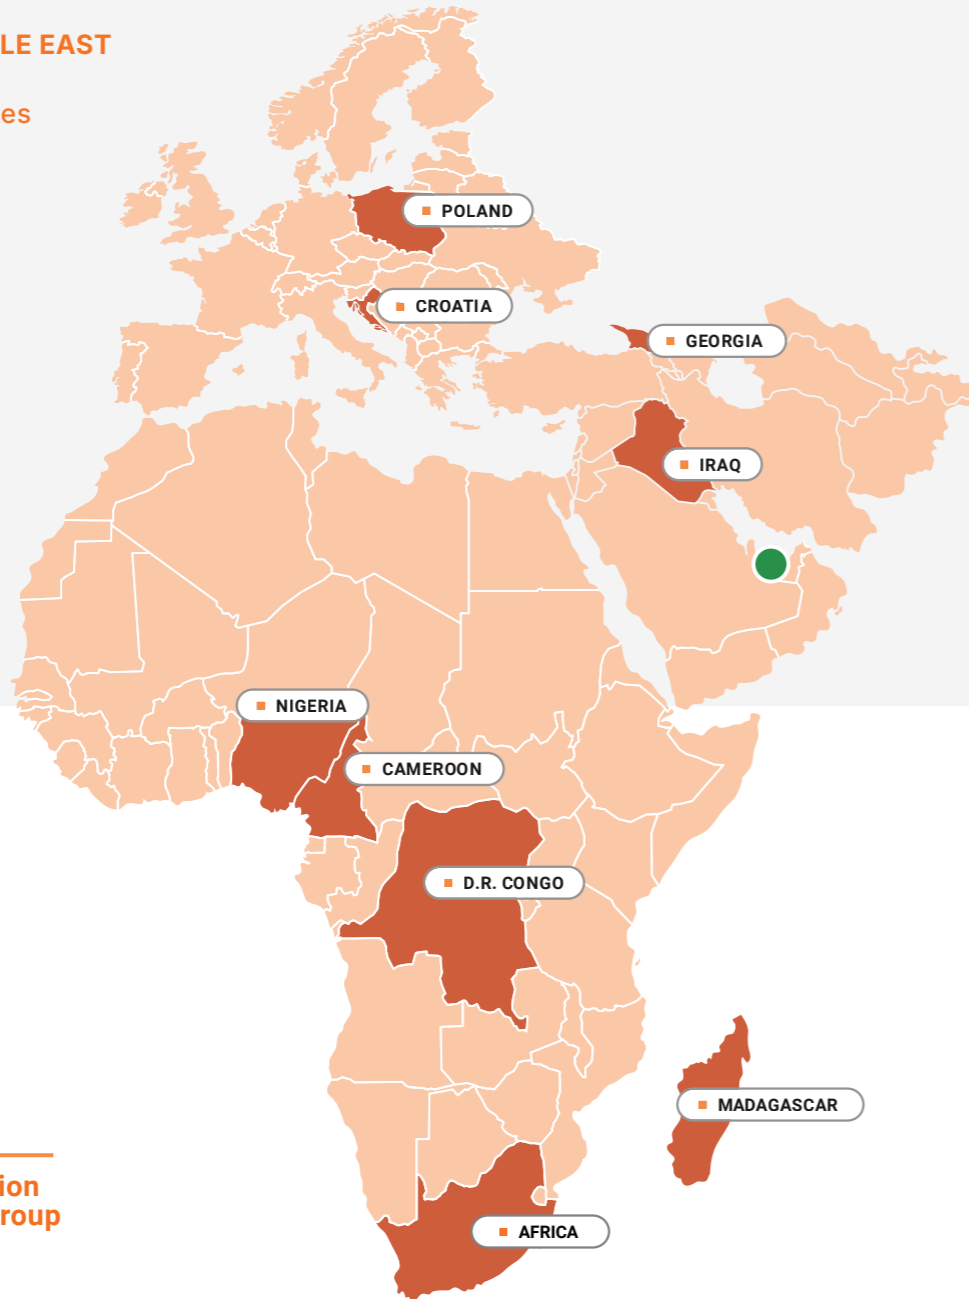 LE EAST
es
POLAND
CROATIA
GEORGIA
IRAQ
NIGERIA
CAMEROON
D.R. CONGO
MADAGASCAR
ion
roup
AFRICA